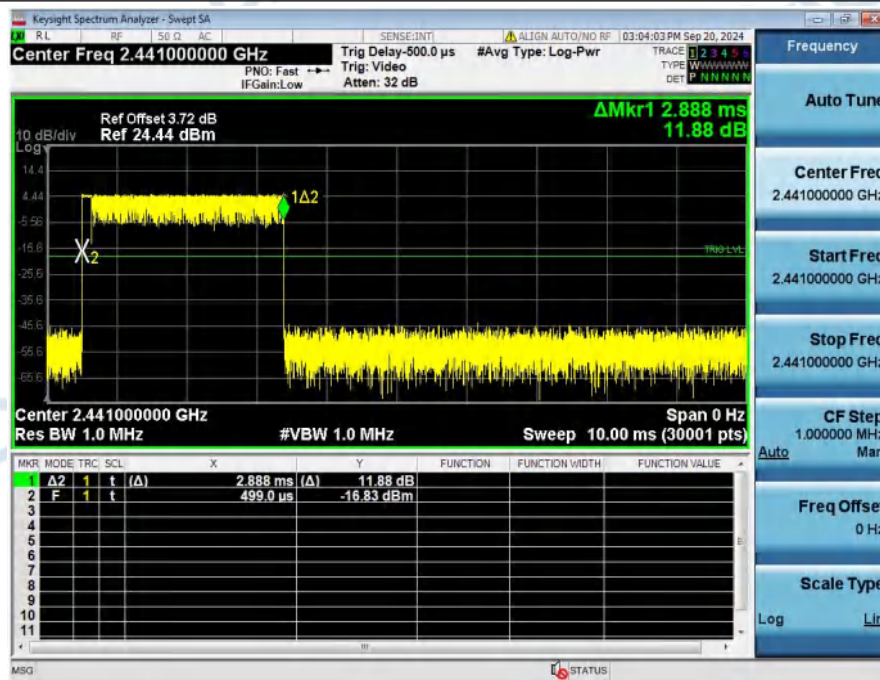 Keysight Spectrum Analyzer - Swept SA
LXI RL RF 50 Ω AC SENSE:INT ALIGN AUTO/NO RF 03:04:03 PM Sep 20, 2024
Center Freq 2.441000000 GHz
PNO: Fast
IFGain:Low
Trig Delay-500.0 µs
Trig: Video
Atten: 32 dB
#Avg Type: Log-Pwr
TRACE 1 2 3 4 5 6
TYPE WWWWWW
DET P N N N N N
Frequency
ΔMkr1 2.888 ms
11.88 dB
Ref Offset 3.72 dB
Ref 24.44 dBm
10 dB/div
Log
14.4
4.44
-5.56
-15.6
-25.6
-35.6
-45.6
-55.6
-65.6
1Δ2
X2
TRIG LVL
Center 2.441000000 GHz
Span 0 Hz
Res BW 1.0 MHz
#VBW 1.0 MHz
Sweep 10.00 ms (30001 pts)
MKR MODE TRC SCL X Y FUNCTION FUNCTION WIDTH FUNCTION VALUE
1 Δ2 1 t (Δ) 2.888 ms (Δ) 11.88 dB
2 F 1 t 499.0 µs -16.83 dBm
3
4
5
6
7
8
9
10
11
MSG
STATUS
Auto Tune
Center Freq
2.441000000 GHz
Start Freq
2.441000000 GHz
Stop Freq
2.441000000 GHz
CF Step
1.000000 MHz
Auto Man
Freq Offset
0 Hz
Scale Type
Log Lin